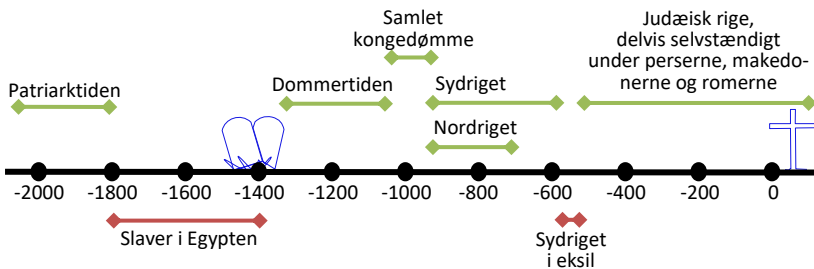 Samlet
kongedømme
Judæisk rige,
delvis selvstændigt
under perserne, makedo-
nerne og romerne
Patriarktiden
Dommertiden
Sydriget
Nordriget
-2000 -1800 -1600 -1400 -1200 -1000 -800 -600 -400 -200 0
Slaver i Egypten
Sydriget
i eksil